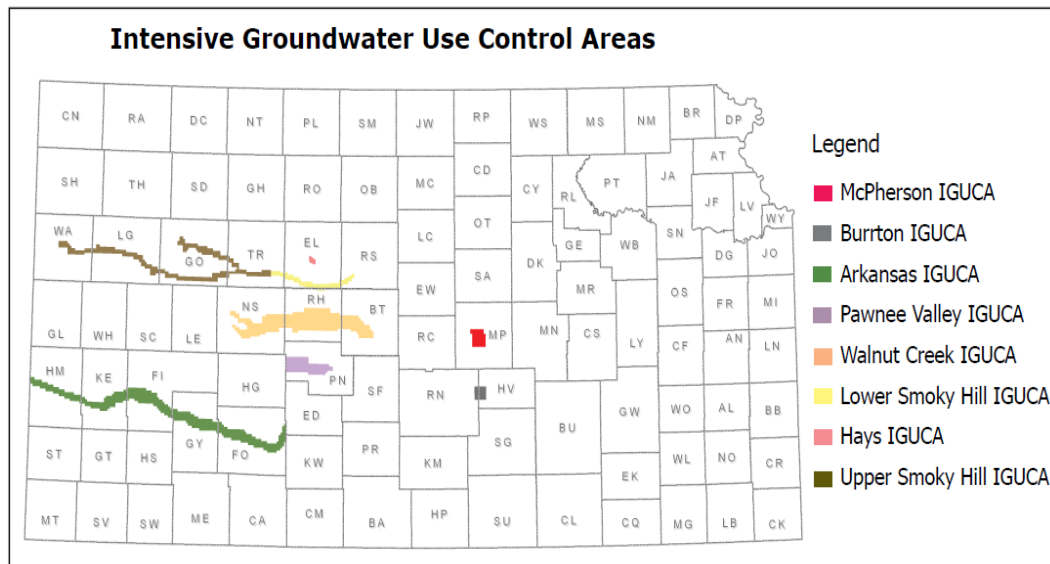 Intensive Groundwater Use Control Areas
CN RA DC NT PL SM JW RP WS MS NM BR DP
SH TH SD GH RO OB MC CD CY RL PT JA AT
JF LV WY
WA LG GO TR EL RS LC OT GE WB SN DG JO
SA DK
NS RH BT EW MR OS FR MI
GL WH SC LE RC MP MN CS LY CF AN LN
HM KE FI HG PN SF RN HV
ED GW WO AL BB
GY SG BU
ST GT HS FO KW PR KM WL NO CR
EK
MT SV SW ME CA CM BA HP SU CL CQ MG LB CK
Legend
McPherson IGUCA
Burrton IGUCA
Arkansas IGUCA
Pawnee Valley IGUCA
Walnut Creek IGUCA
Lower Smoky Hill IGUCA
Hays IGUCA
Upper Smoky Hill IGUCA